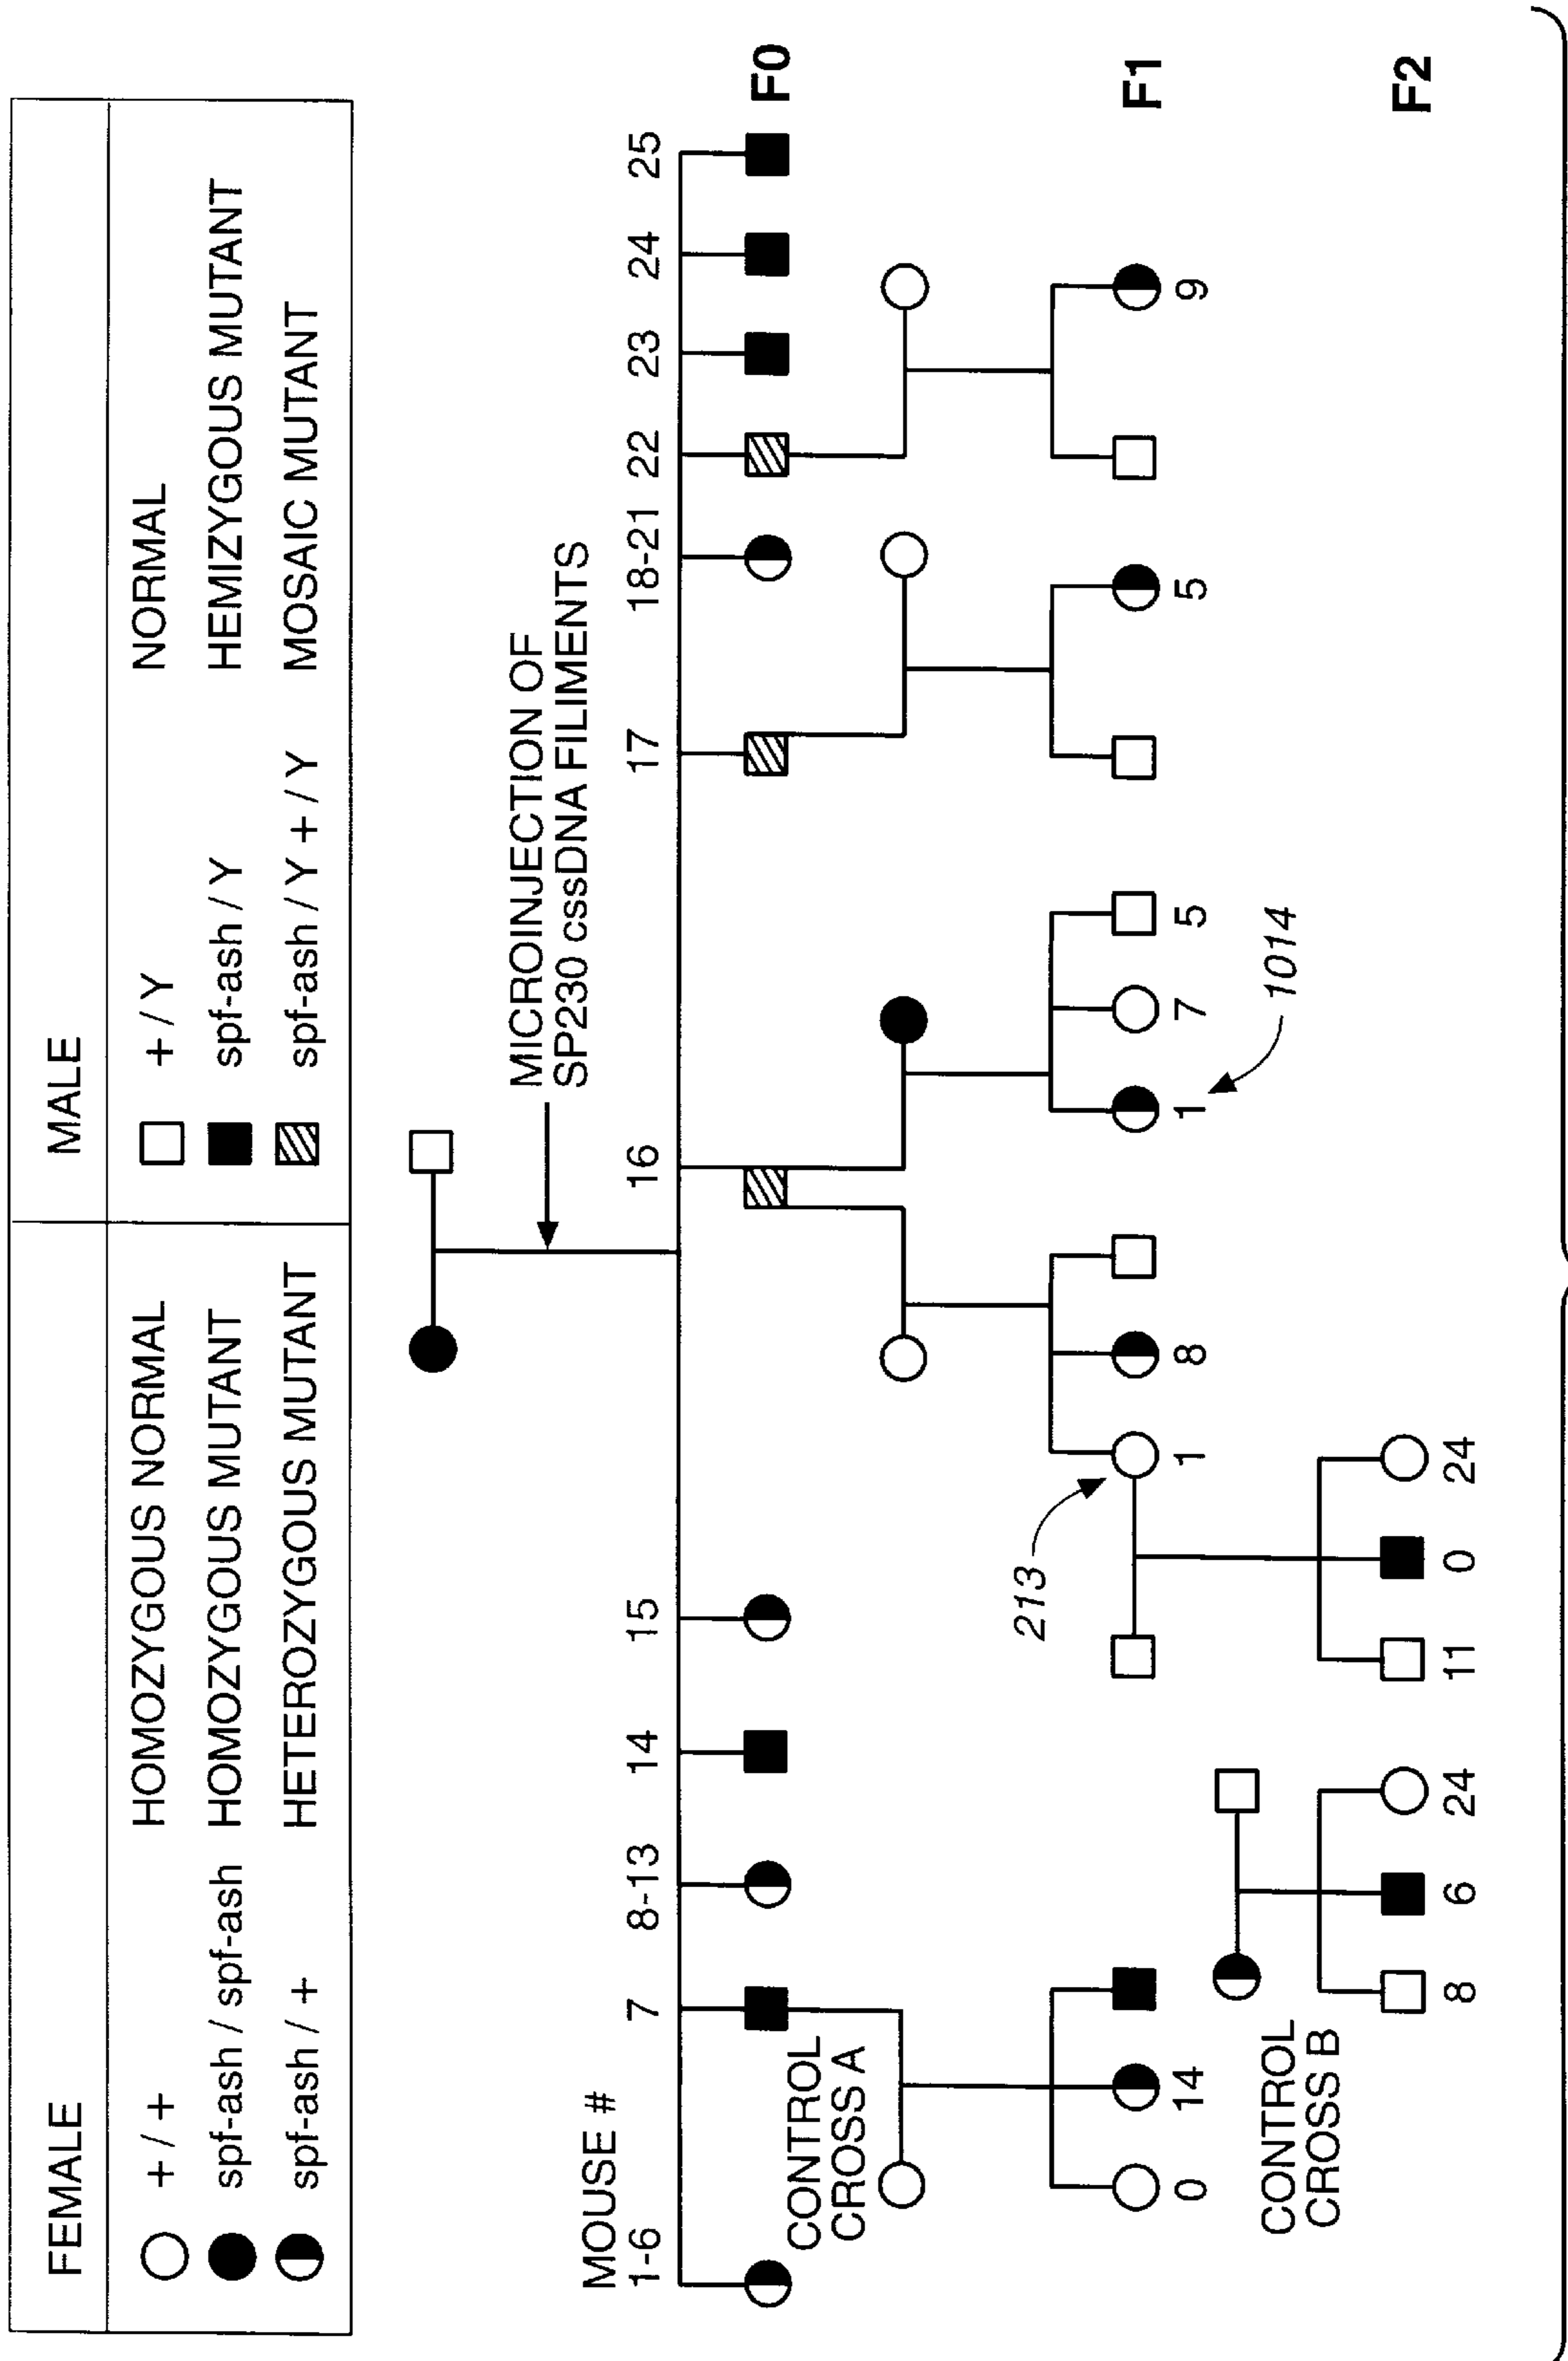 FEMALE
MALE
+ / + HOMOZYGOUS NORMAL
+ / Y NORMAL
spf-ash / spf-ash HOMOZYGOUS MUTANT
spf-ash / Y HEMIZYGOUS MUTANT
spf-ash / + HETEROZYGOUS MUTANT
spf-ash / Y + / Y MOSAIC MUTANT
MICROINJECTION OF
SP230 cssDNA FILIMENTS
MOUSE #
1-6 7 8-13 14 15 16 17 18-21 22 23 24 25
F0
CONTROL
CROSS A
213
F1
0 14 1 8 1 7 5 5 9
1014
CONTROL
CROSS B
F2
8 6 24 11 0 24